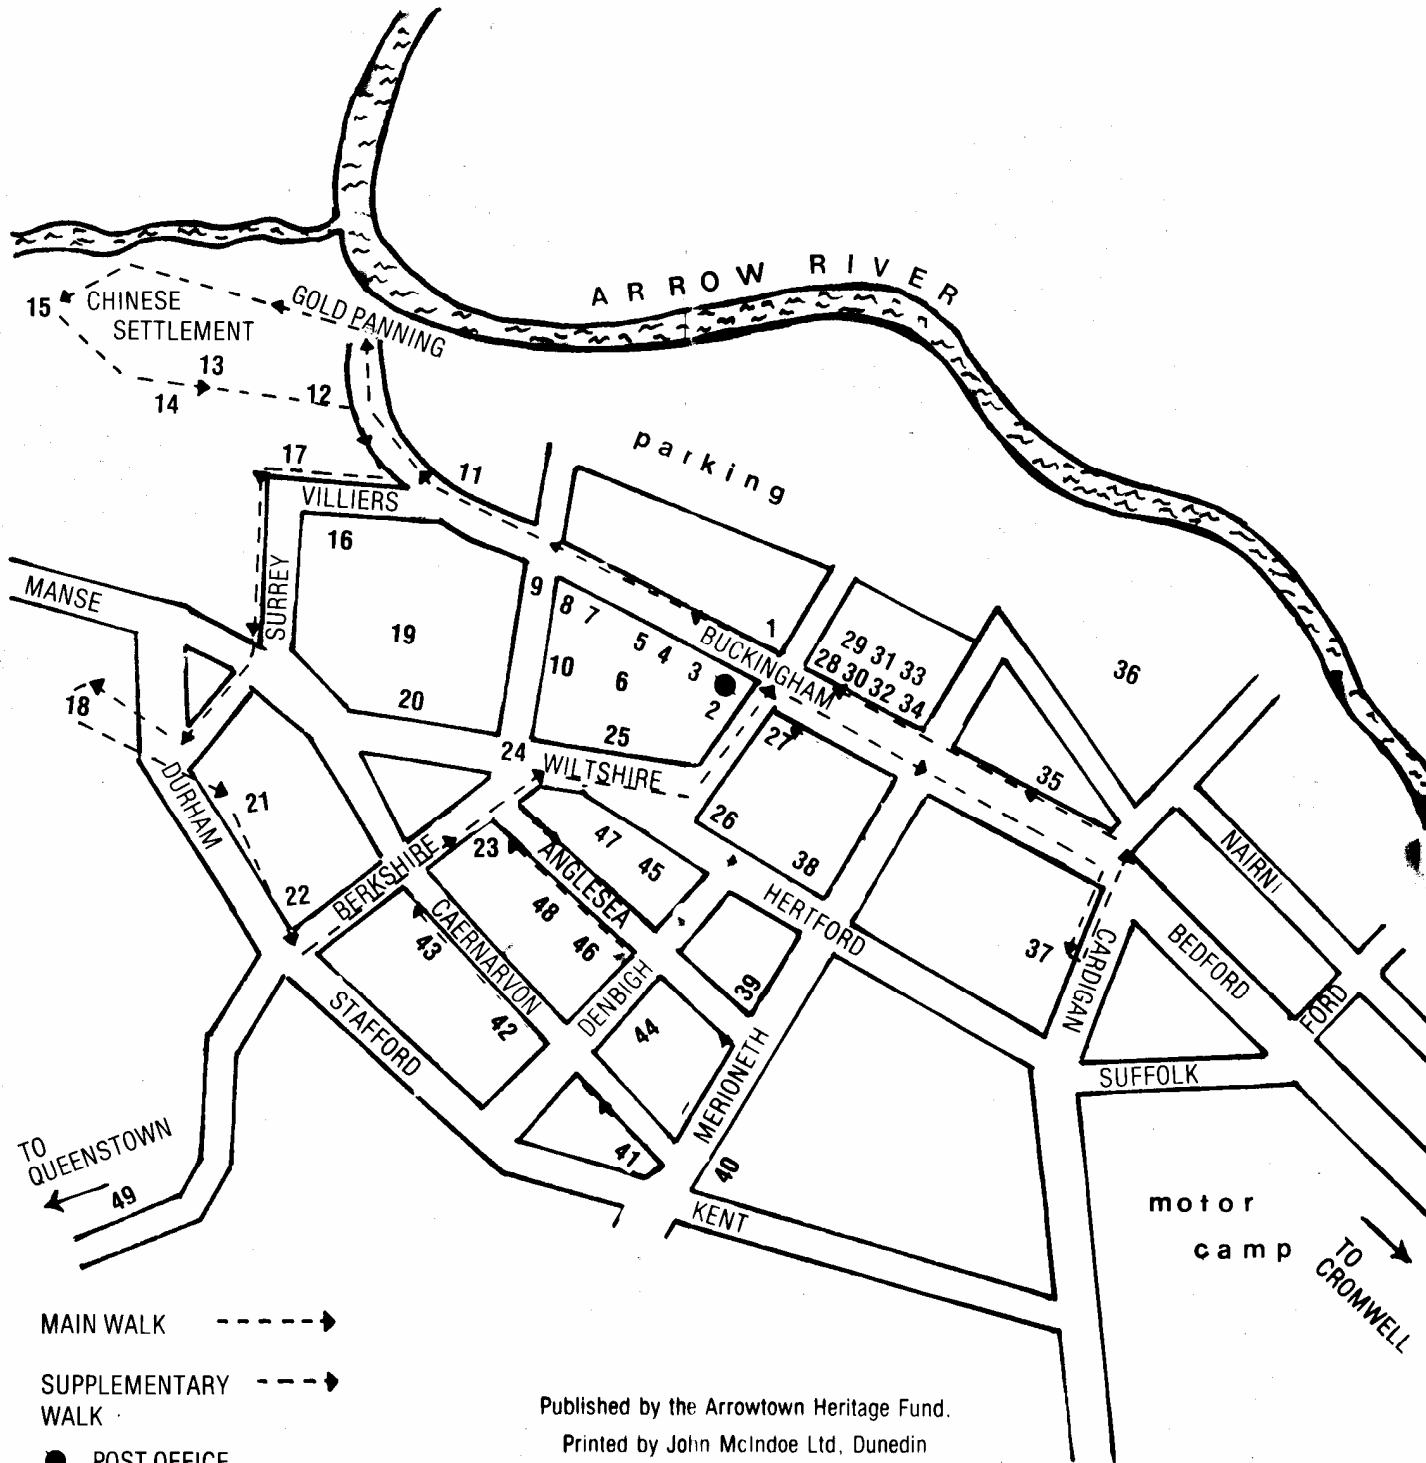 ARROW RIVER
GOLD PANNING
15
CHINESE
SETTLEMENT
13
14
12
17
11
parking
VILLIERS
16
MANSE
SURREY
9
8
7
5
4
3
1
BUCKINGHAM
29 31 33
28 30 32 34
36
19
10
6
2
18
20
25
27
24
WILTSHIRE
35
DURHAM
21
26
47
45
38
NAIRN
23
ANGLESEA
22
BERKSHIRE
CAERNARVON
48
46
HERTFORD
43
37
CARDIGAN
BEDFORD
39
STAFFORD
42
DENBIGH
44
FORD
MERIONETH
SUFFOLK
TO
QUEENSTOWN
49
41
40
KENT
motor
camp
TO
CROMWELL
MAIN WALK
SUPPLEMENTARY
WALK
POST OFFICE
Published by the Arrowtown Heritage Fund.
Printed by John McIndoe Ltd, Dunedin